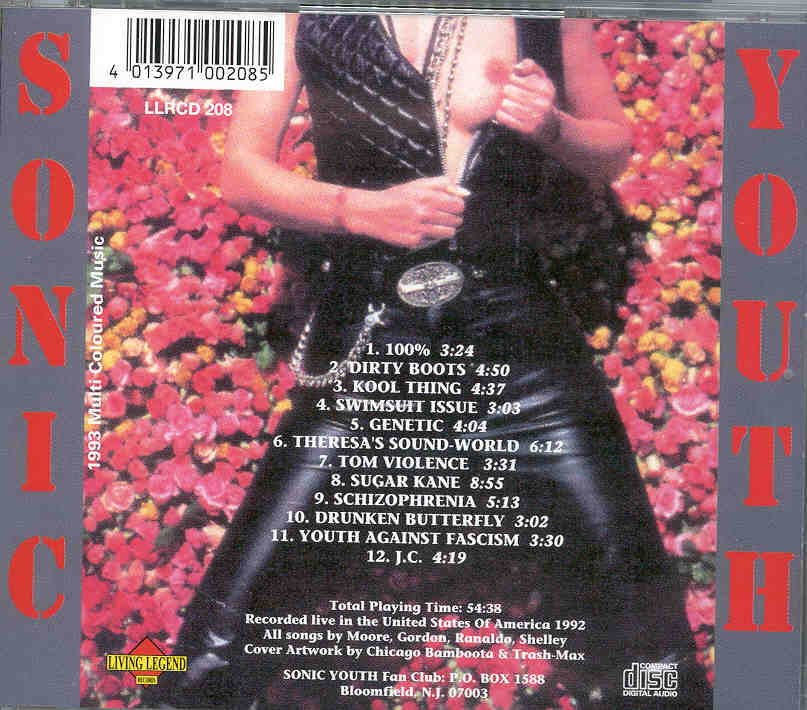 SONIC
YOUTH
4 013971 002085
LLRCD 208
1993 Multi Coloured Music
1. 100% 3:24
2. DIRTY BOOTS 4:50
3. KOOL THING 4:37
4. SWIMSUIT ISSUE 3:03
5. GENETIC 4:04
6. THERESA'S SOUND-WORLD 6:12
7. TOM VIOLENCE 3:31
8. SUGAR KANE 8:55
9. SCHIZOPHRENIA 5:13
10. DRUNKEN BUTTERFLY 3:02
11. YOUTH AGAINST FASCISM 3:30
12. J.C. 4:19
Total Playing Time: 54:38
Recorded live in the United States Of America 1992
All songs by Moore, Gordon, Ranaldo, Shelley
Cover Artwork by Chicago Bamboota & Trash-Max
SONIC YOUTH Fan Club: P.O. BOX 1588
Bloomfield, N.J. 07003
LIVING LEGEND
RECORDS
COMPACT
disc
DIGITAL AUDIO